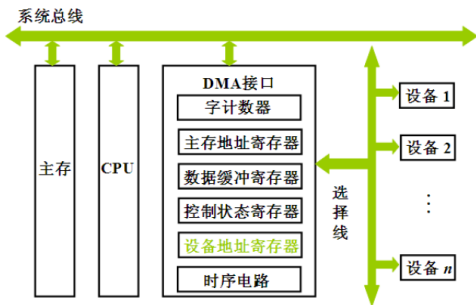 系统总线
DMA接口
字计数器
主存地址寄存器
数据缓冲寄存器
控制状态寄存器
设备地址寄存器
时序电路
主存
CPU
选择线
设备 1
设备 2
⋮
设备 n